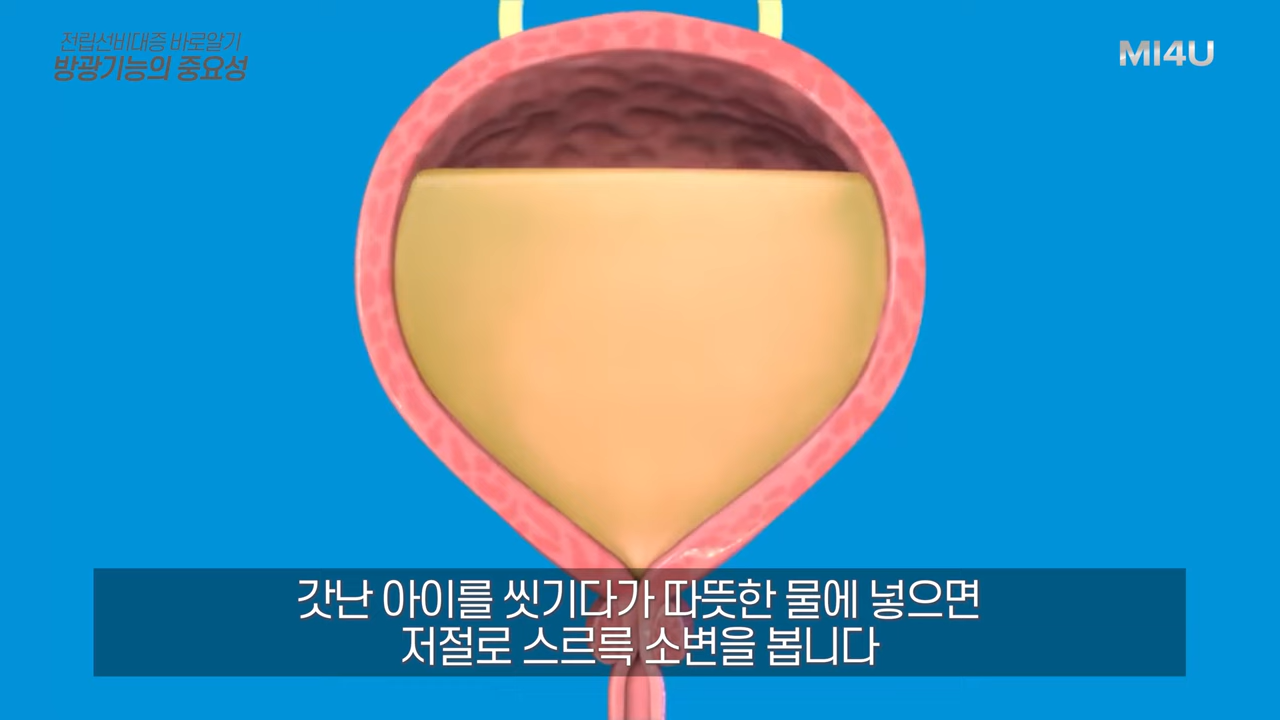 전립선비대증 바로알기
방광기능의 중요성
MI4U
갓난 아이를 씻기다가 따뜻한 물에 넣으면
저절로 스르륵 소변을 봅니다